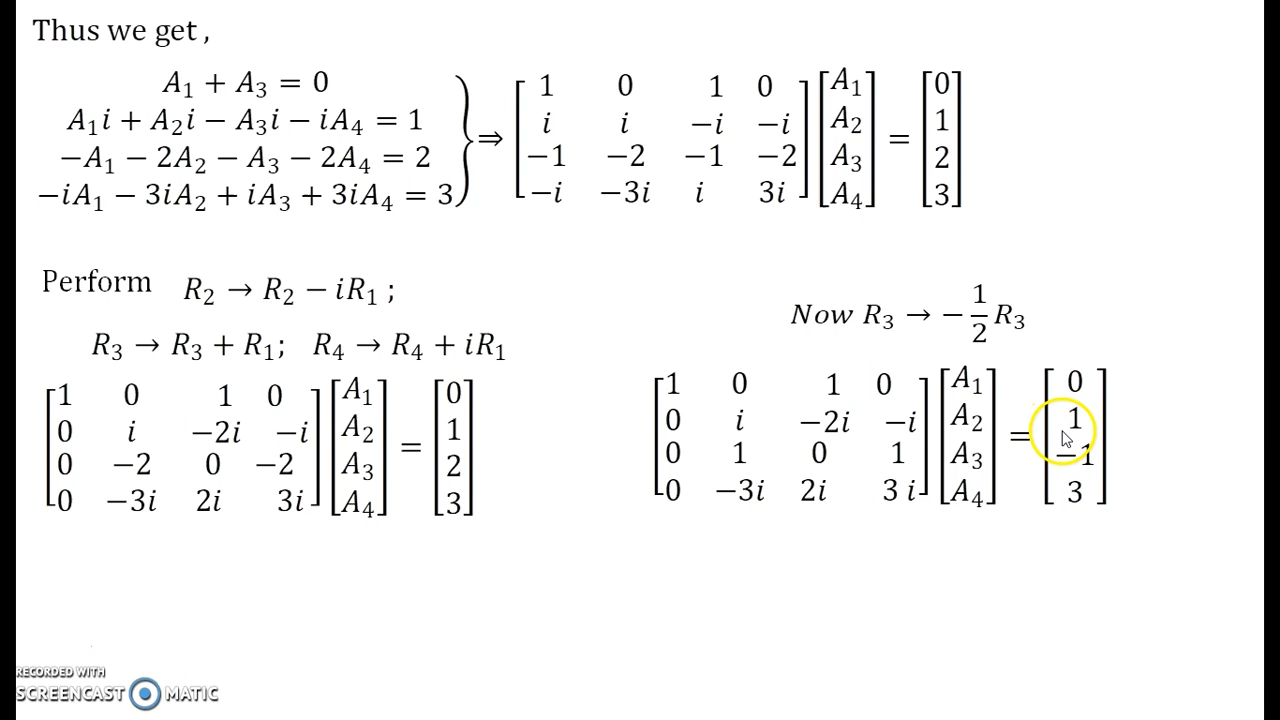 Thus we get ,
A₁ + A₃ = 0
A₁i + A₂i − A₃i − iA₄ = 1
−A₁ − 2A₂ − A₃ − 2A₄ = 2
−iA₁ − 3iA₂ + iA₃ + 3iA₄ = 3
⇒
1 0 1 0 A₁ 0
i i −i −i A₂ = 1
−1 −2 −1 −2 A₃ 2
−i −3i i 3i A₄ 3
Perform R₂ → R₂ − iR₁ ;
R₃ → R₃ + R₁; R₄ → R₄ + iR₁
1 0 1 0 A₁ 0
0 i −2i −i A₂ = 1
0 −2 0 −2 A₃ 2
0 −3i 2i 3i A₄ 3
Now R₃ → − 1/2 R₃
1 0 1 0 A₁ 0
0 i −2i −i A₂ = 1
0 1 0 1 A₃ −1
0 −3i 2i 3 i A₄ 3
RECORDED WITH
SCREENCAST MATIC